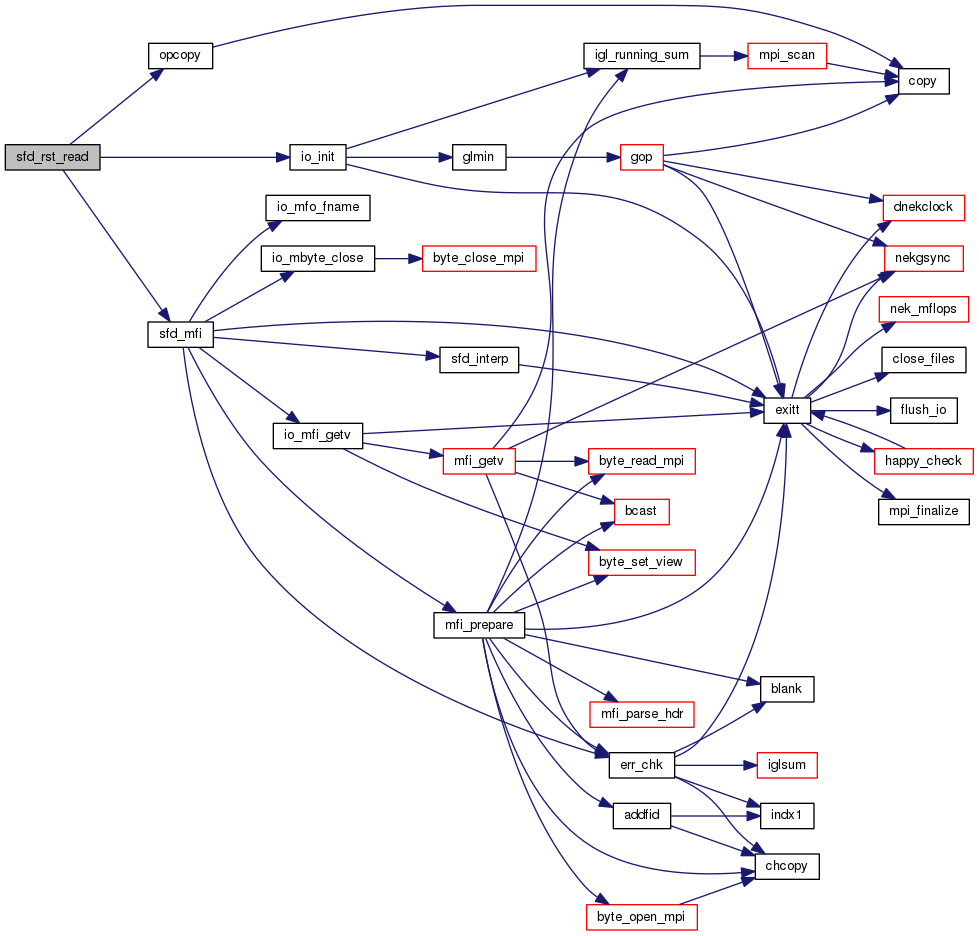 opcopy
igl_running_sum
mpi_scan
copy
sfd_rst_read
io_init
glmin
gop
io_mfo_fname
dnekclock
io_mbyte_close
byte_close_mpi
nekgsync
nek_mflops
sfd_mfi
sfd_interp
close_files
exitt
flush_io
io_mfi_getv
mfi_getv
byte_read_mpi
happy_check
bcast
mpi_finalize
byte_set_view
mfi_prepare
blank
mfi_parse_hdr
err_chk
iglsum
addfid
indx1
chcopy
byte_open_mpi